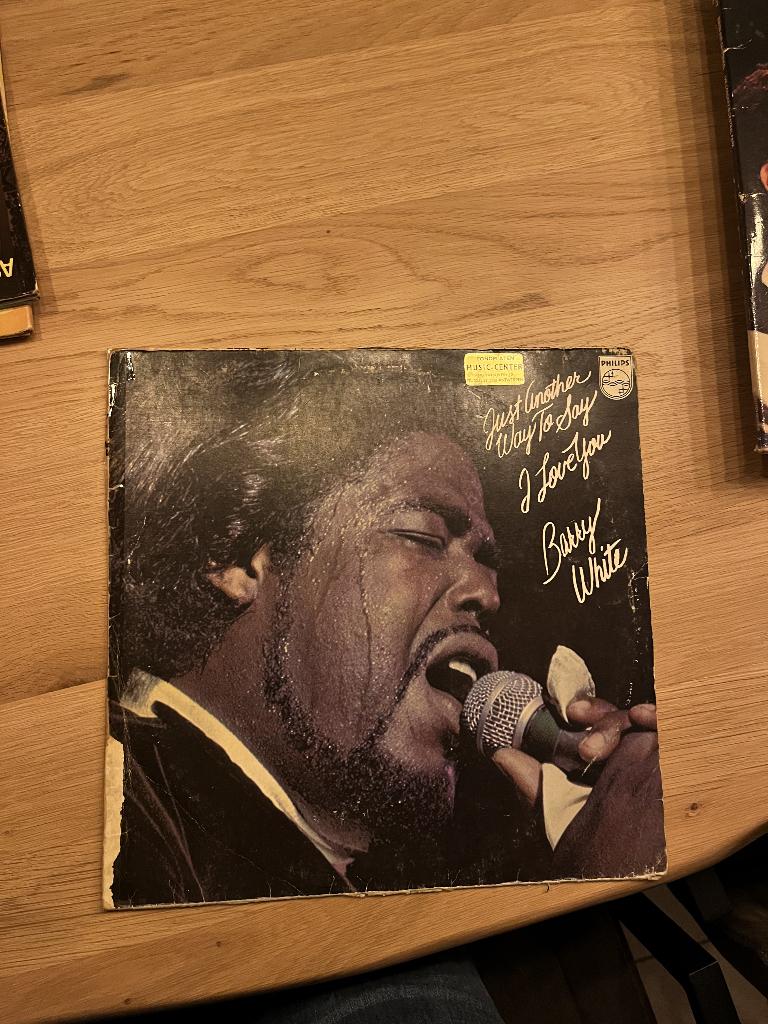 MUSIC-CENTER
PHILIPS
Just Another
Way To Say
I Love You
Barry
White
A